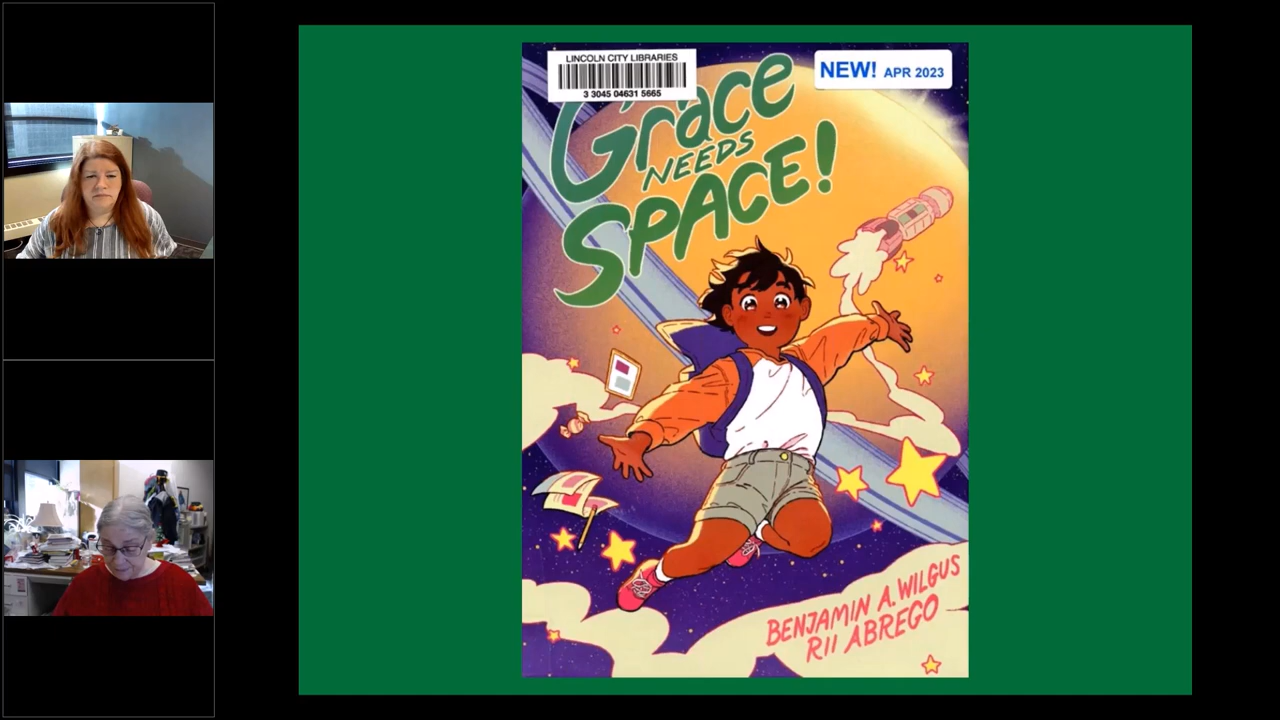 LINCOLN CITY LIBRARIES
3 3045 04631 5665
NEW! APR 2023
Grace
NEEDS
SPACE!
BENJAMIN A. WILGUS
RII ABREGO